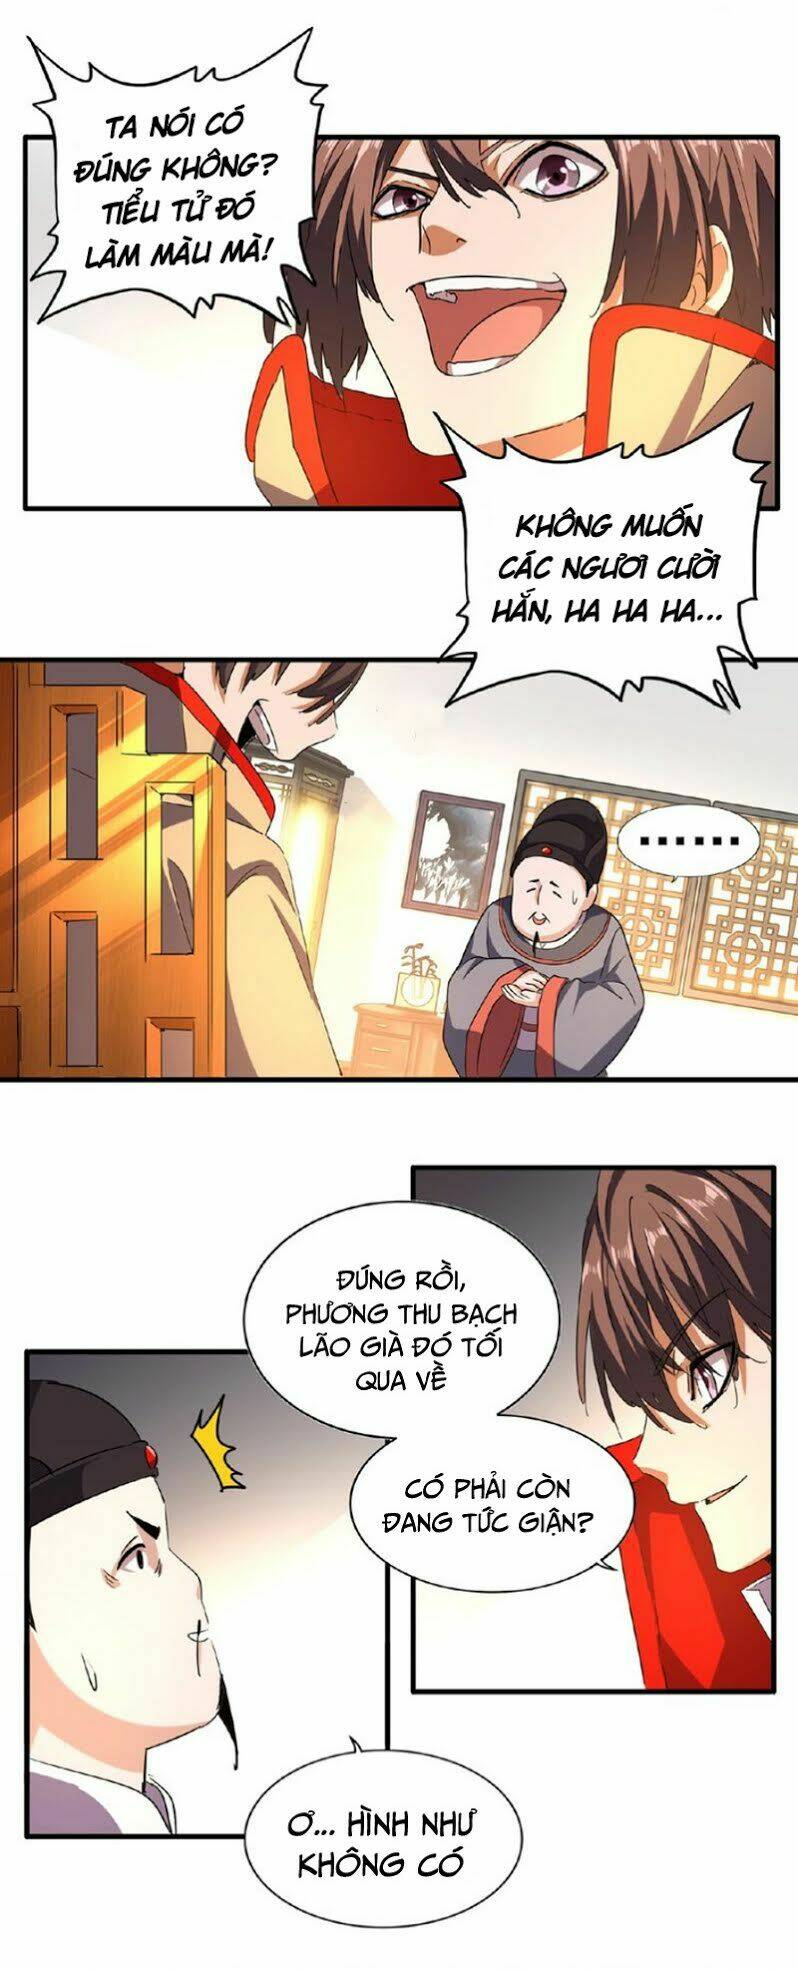 TA NÓI CÓ
ĐÚNG KHÔNG?
TIỂU TỬ ĐÓ
LÀM MÀU MÀ!
KHÔNG MUỐN
CÁC NGƯƠI CƯỜI
HẮN, HA HA HA...
......
ĐÚNG RỒI,
PHƯƠNG THU BẠCH
LÃO GIÀ ĐÓ TỐI
QUA VỀ
CÓ PHẢI CÒN
ĐANG TỨC GIẬN?
Ơ... HÌNH NHƯ
KHÔNG CÓ